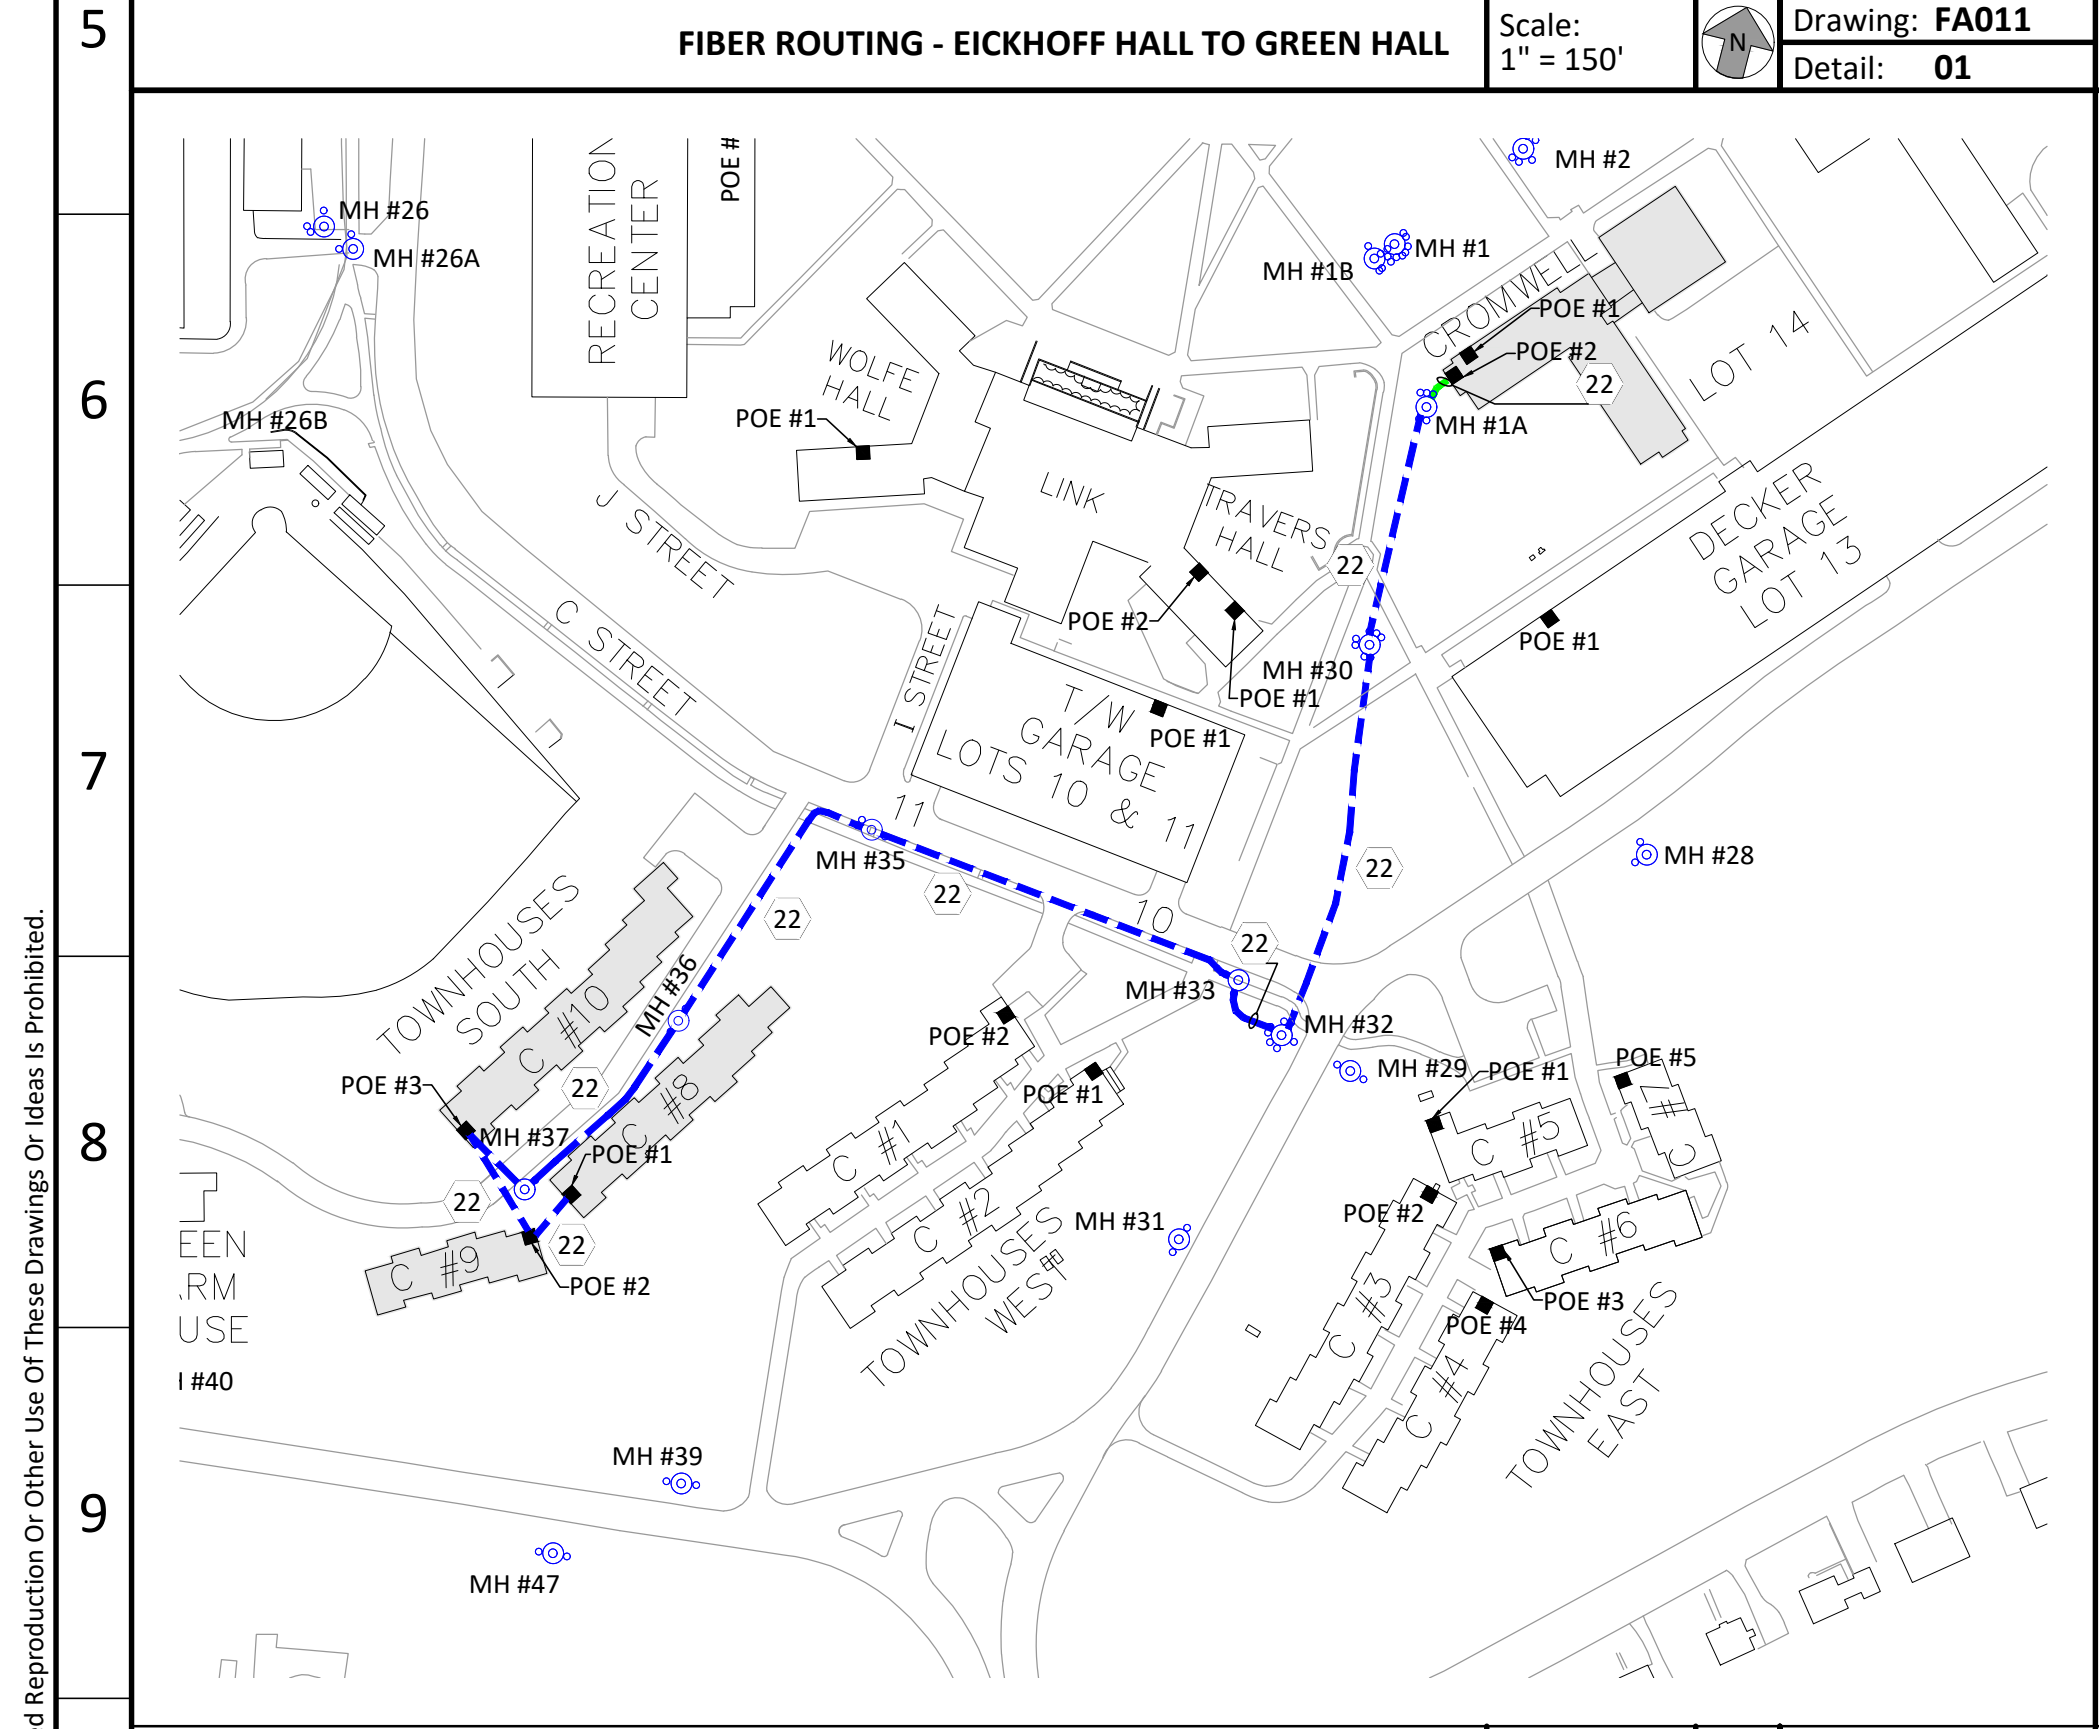 5
FIBER ROUTING - EICKHOFF HALL TO GREEN HALL
Scale:
1" = 150'
N
Drawing: FA011
Detail: 01
MH #2
MH #26
MH #26A
RECREATION
CENTER
POE #
MH #1B
MH #1
CROMWELL
POE #1
POE #2
22
LOT 14
MH #1A
6
WOLFE
HALL
POE #1
MH #26B
LINK
TRAVERS
HALL
22
DECKER
GARAGE
LOT 13
J STREET
C STREET
I STREET
POE #2
POE #1
MH #30
POE #1
7
T/W
GARAGE
LOTS 10 & 11
POE #1
11
MH #35
22
22
10
22
22
MH #28
TOWNHOUSES
SOUTH
C #10
MH #36
MH #33
MH #32
POE #2
POE #1
MH #29
POE #1
POE #5
8
POE #3
22
C #8
MH #37
POE #1
22
22
C #9
POE #2
C #1
C #2
TOWNHOUSES
WEST
MH #31
C #5
C #7
POE #2
C #6
POE #3
C #3
POE #4
C #4
TOWNHOUSES
EAST
EEN
ARM
USE
#40
9
MH #39
MH #47
d Reproduction Or Other Use Of These Drawings Or Ideas Is Prohibited.